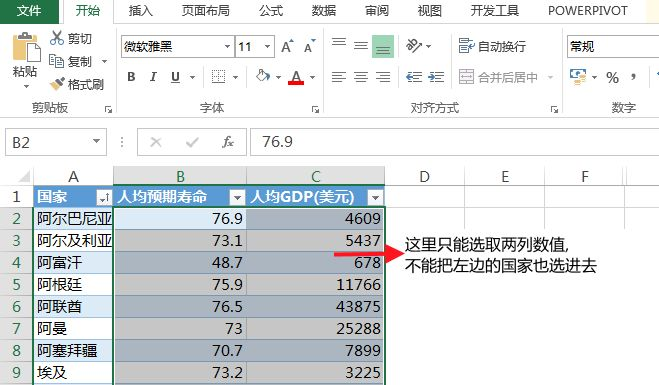 文件 开始 插入 页面布局 公式 数据 审阅 视图 开发工具 POWERPIVOT
剪切
复制
格式刷
粘贴
剪贴板
微软雅黑 11 A A
B I U A
字体
自动换行
合并后居中
对齐方式
常规
% ,
数字
B2 fx 76.9
A B C D E F
1 国家 人均预期寿命 人均GDP(美元)
2 阿尔巴尼亚 76.9 4609
3 阿尔及利亚 73.1 5437
4 阿富汗 48.7 678
5 阿根廷 75.9 11766
6 阿联酋 76.5 43875
7 阿曼 73 25288
8 阿塞拜疆 70.7 7899
9 埃及 73.2 3225
这里只能选取两列数值,
不能把左边的国家也选进去